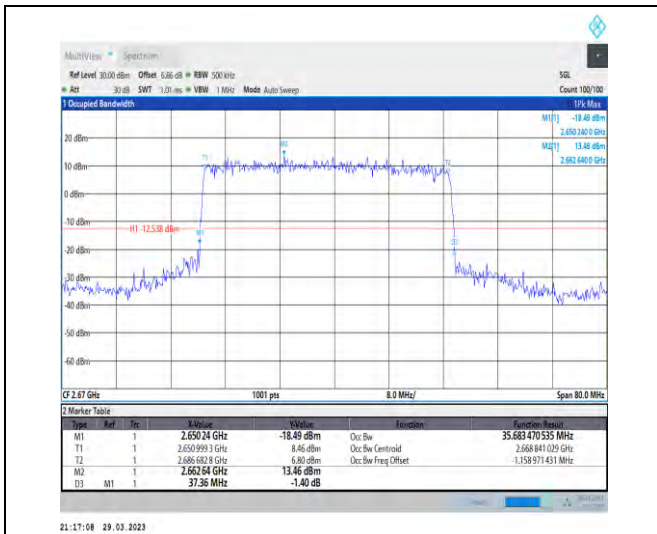 MultiView Spectrum
Ref Level 30.00 dBm Offset 6.86 dB RBW 500 kHz SGL
Att 30 dB SWT 1.01 ms VBW 1 MHz Mode Auto Sweep Count 100/100
1 Occupied Bandwidth 1Pk Max
M1[1] -18.49 dBm
2.650 240 0 GHz
M2[1] 13.46 dBm
2.662 640 0 GHz
20 dBm
M2
T1
T2
10 dBm
0 dBm
-10 dBm
H1 -12.538 dBm
M1
D3
-20 dBm
-30 dBm
-40 dBm
-50 dBm
-60 dBm
CF 2.67 GHz 1001 pts 8.0 MHz/ Span 80.0 MHz
2 Marker Table
Type Ref Trc X-Value Y-Value Function Function Result
M1 1 2.65024 GHz -18.49 dBm Occ Bw 35.683 470 535 MHz
T1 1 2.650 999 3 GHz 8.46 dBm Occ Bw Centroid 2.668 841 029 GHz
T2 1 2.686 682 8 GHz 6.80 dBm Occ Bw Freq Offset -1.158 971 431 MHz
M2 1 2.662 64 GHz 13.46 dBm
D3 M1 1 37.36 MHz -1.40 dB
21:17:08 29.03.2023